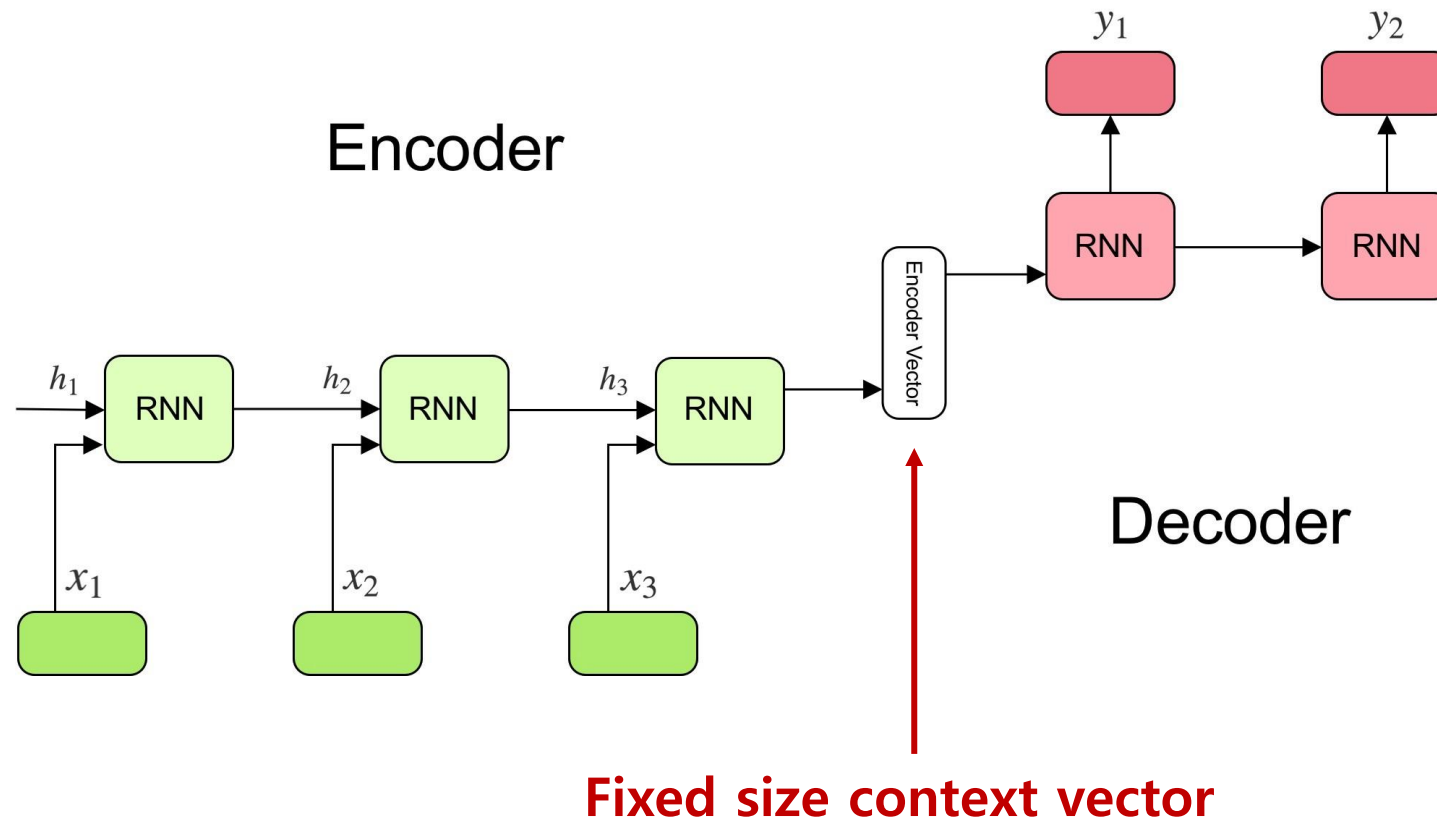 y1
y2
Encoder
RNN
RNN
Encoder Vector
h1
h2
h3
RNN
RNN
RNN
Decoder
x1
x2
x3
Fixed size context vector